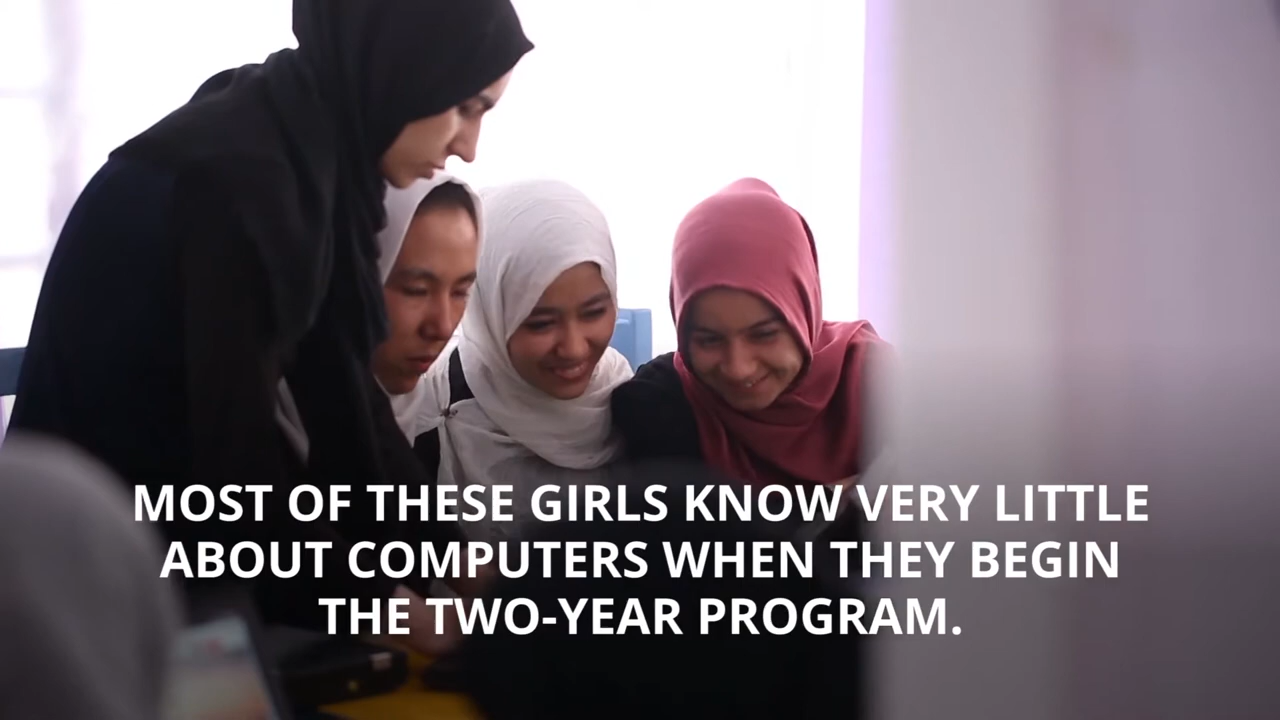 MOST OF THESE GIRLS KNOW VERY LITTLE
ABOUT COMPUTERS WHEN THEY BEGIN
THE TWO-YEAR PROGRAM.